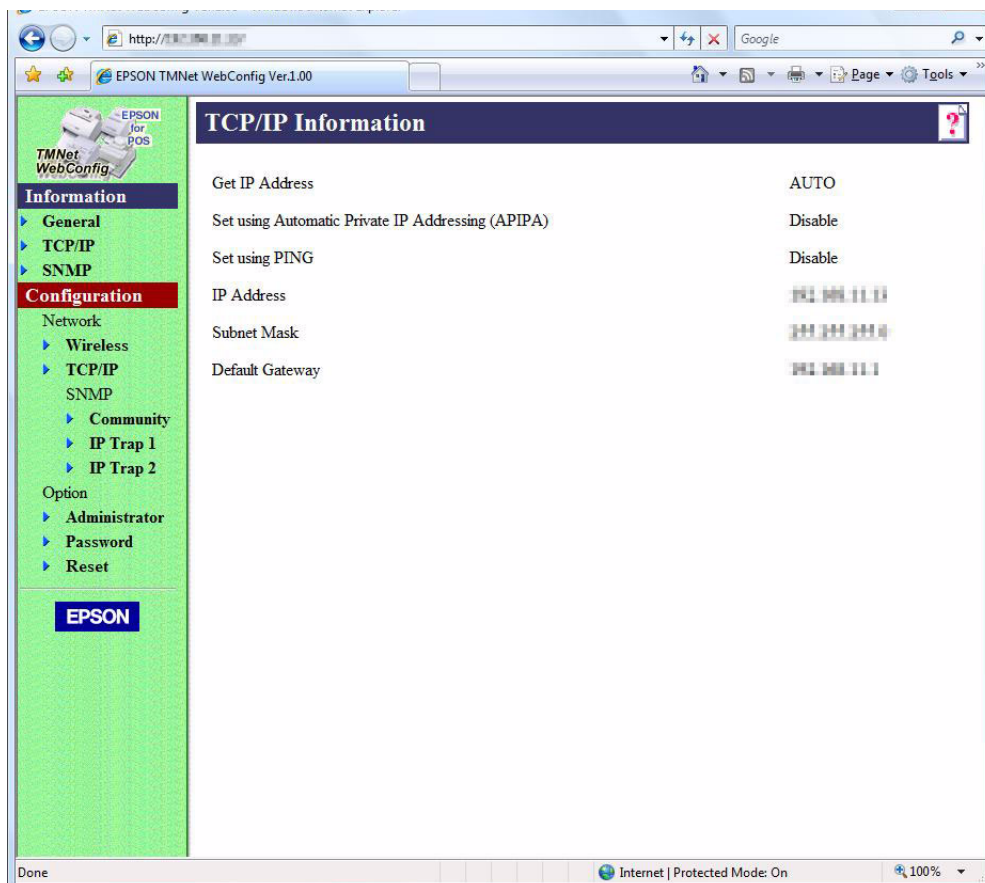 http://
Google
EPSON TMNet WebConfig Ver.1.00
Page
Tools
EPSON
for
POS
TMNet
WebConfig
TCP/IP Information
?
Information
General
TCP/IP
SNMP
Configuration
Network
Wireless
TCP/IP
SNMP
Community
IP Trap 1
IP Trap 2
Option
Administrator
Password
Reset
EPSON
Get IP Address AUTO
Set using Automatic Private IP Addressing (APIPA) Disable
Set using PING Disable
IP Address
Subnet Mask
Default Gateway
Done
Internet | Protected Mode: On
100%